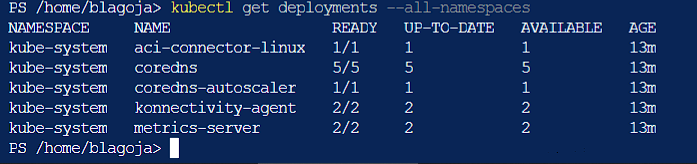 PS /home/blagoja> kubectl get deployments --all-namespaces
NAMESPACE NAME READY UP-TO-DATE AVAILABLE AGE
kube-system aci-connector-linux 1/1 1 1 13m
kube-system coredns 5/5 5 5 13m
kube-system coredns-autoscaler 1/1 1 1 13m
kube-system konnectivity-agent 2/2 2 2 13m
kube-system metrics-server 2/2 2 2 13m
PS /home/blagoja>